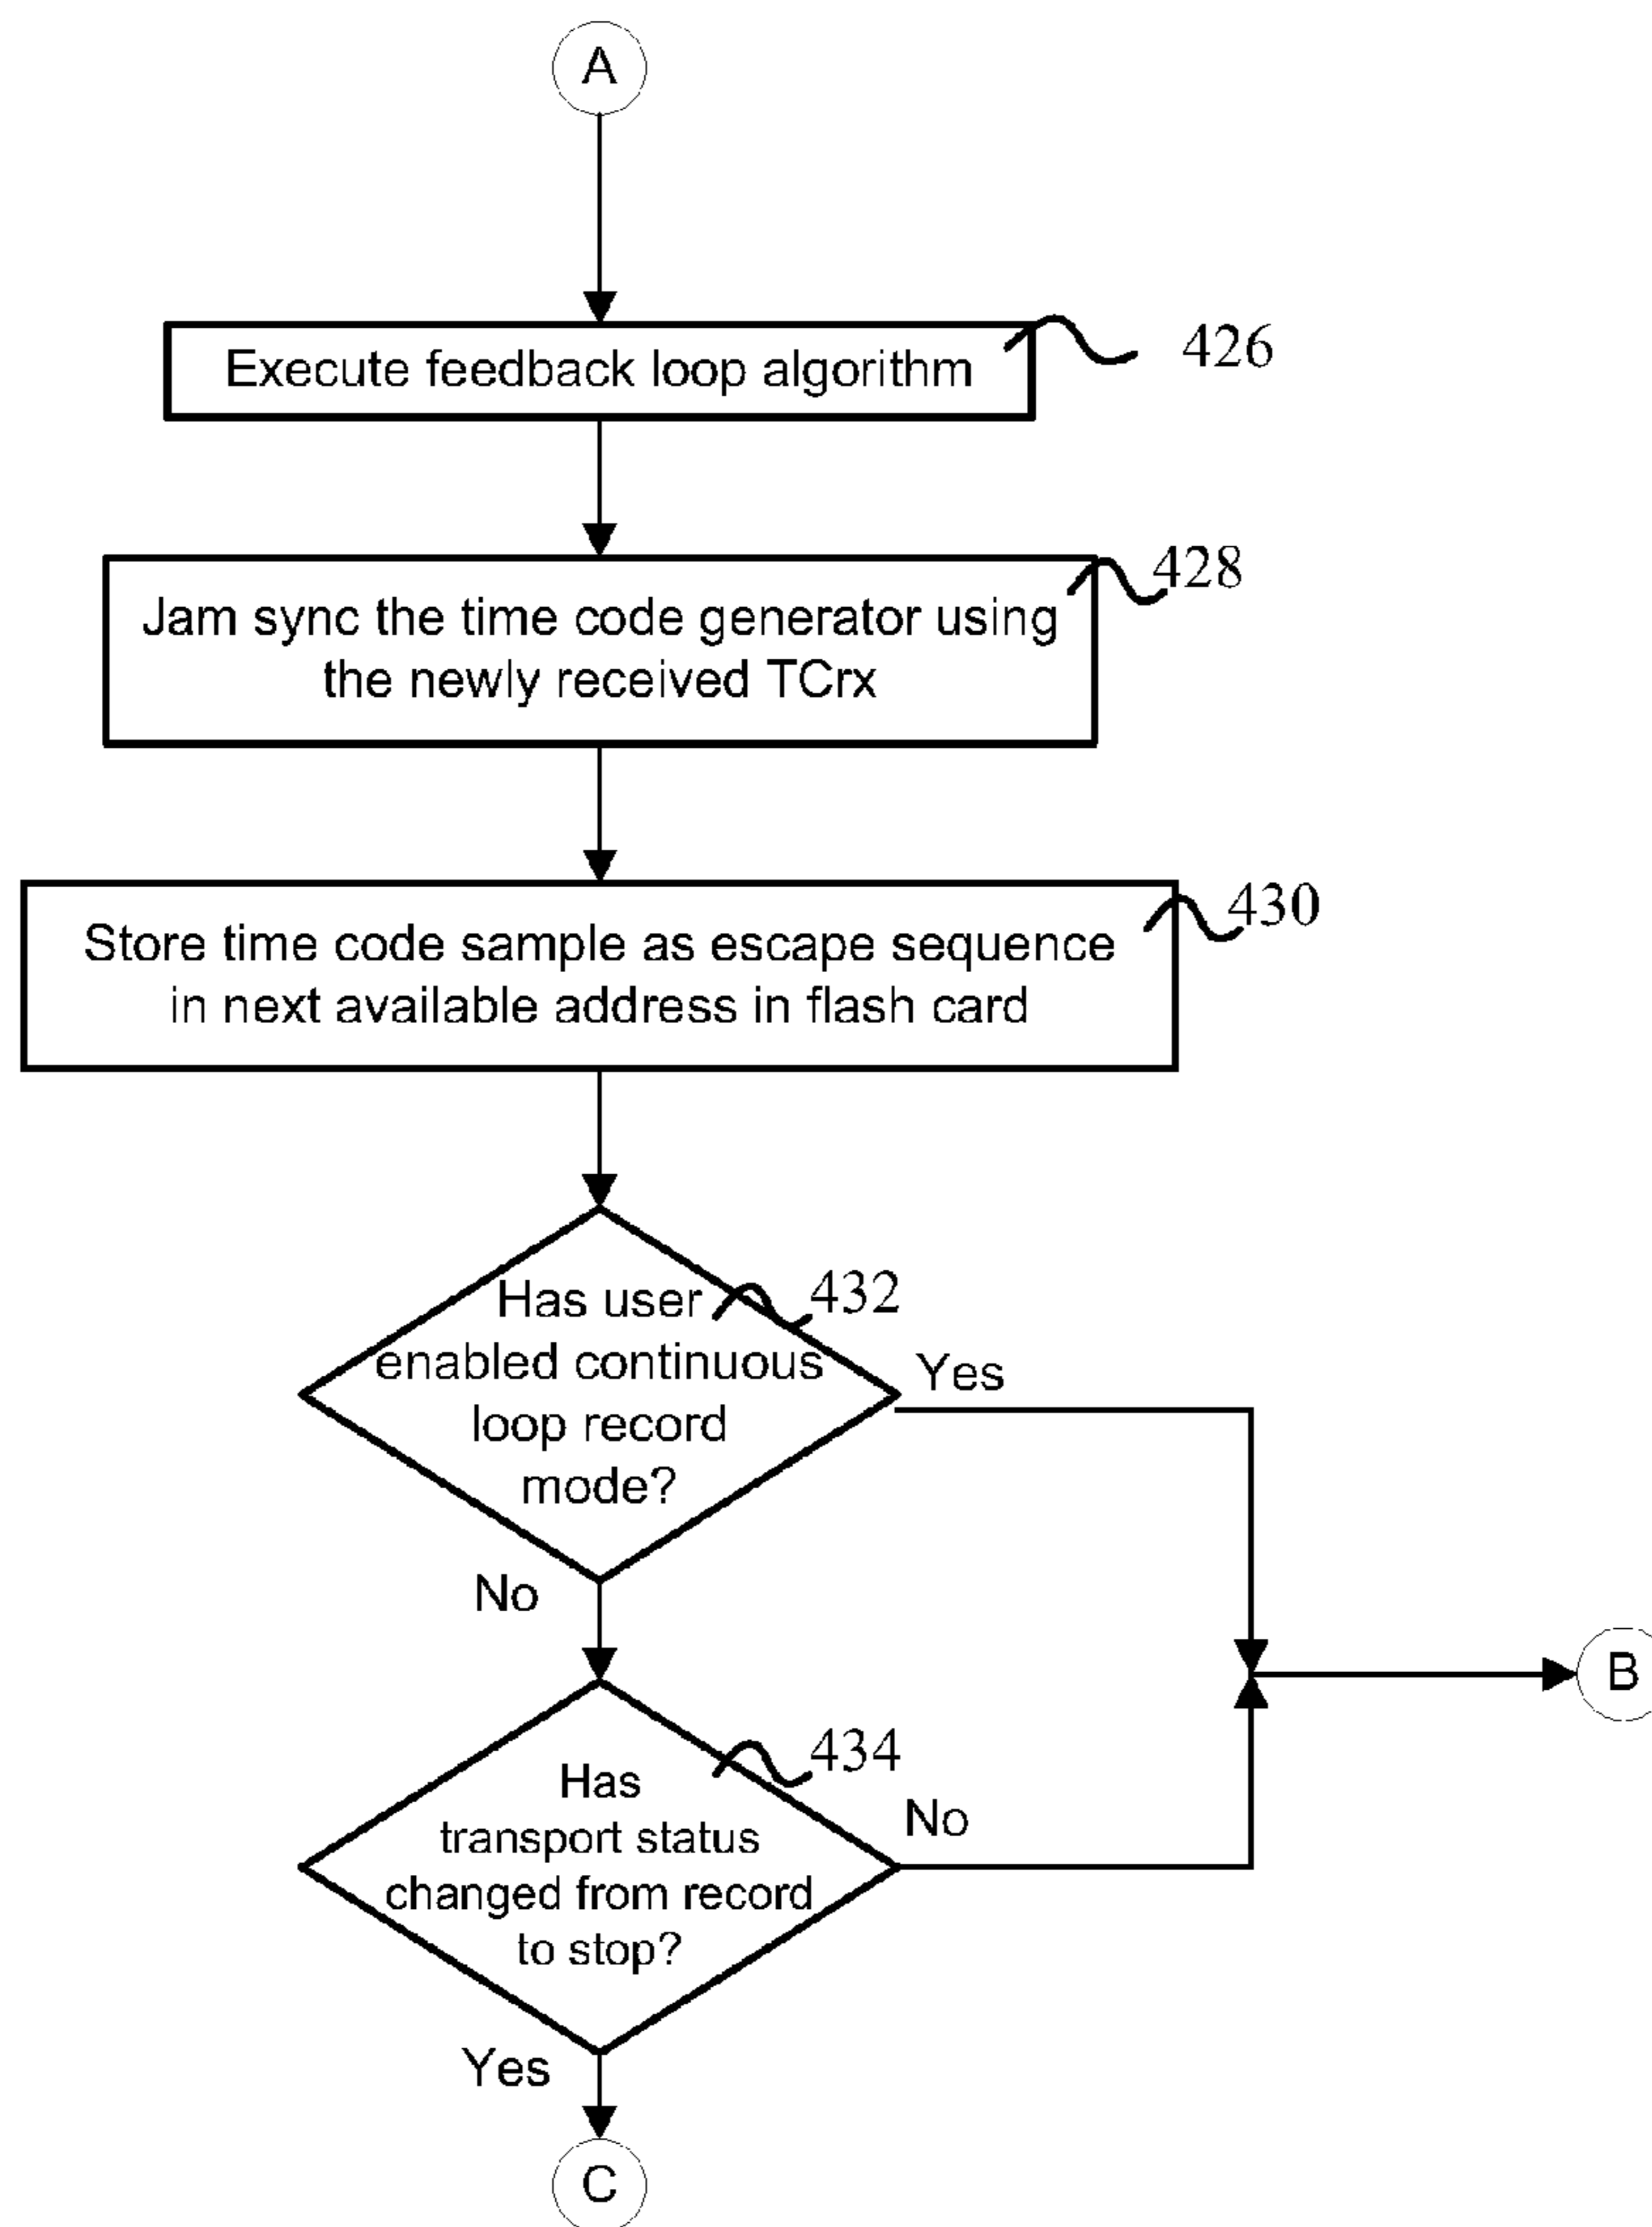 A
Execute feedback loop algorithm
426
Jam sync the time code generator using
the newly received TCrx
428
Store time code sample as escape sequence
in next available address in flash card
430
Has user
enabled continuous
loop record
mode?
432
Yes
No
B
Has
transport status
changed from record
to stop?
434
No
Yes
C